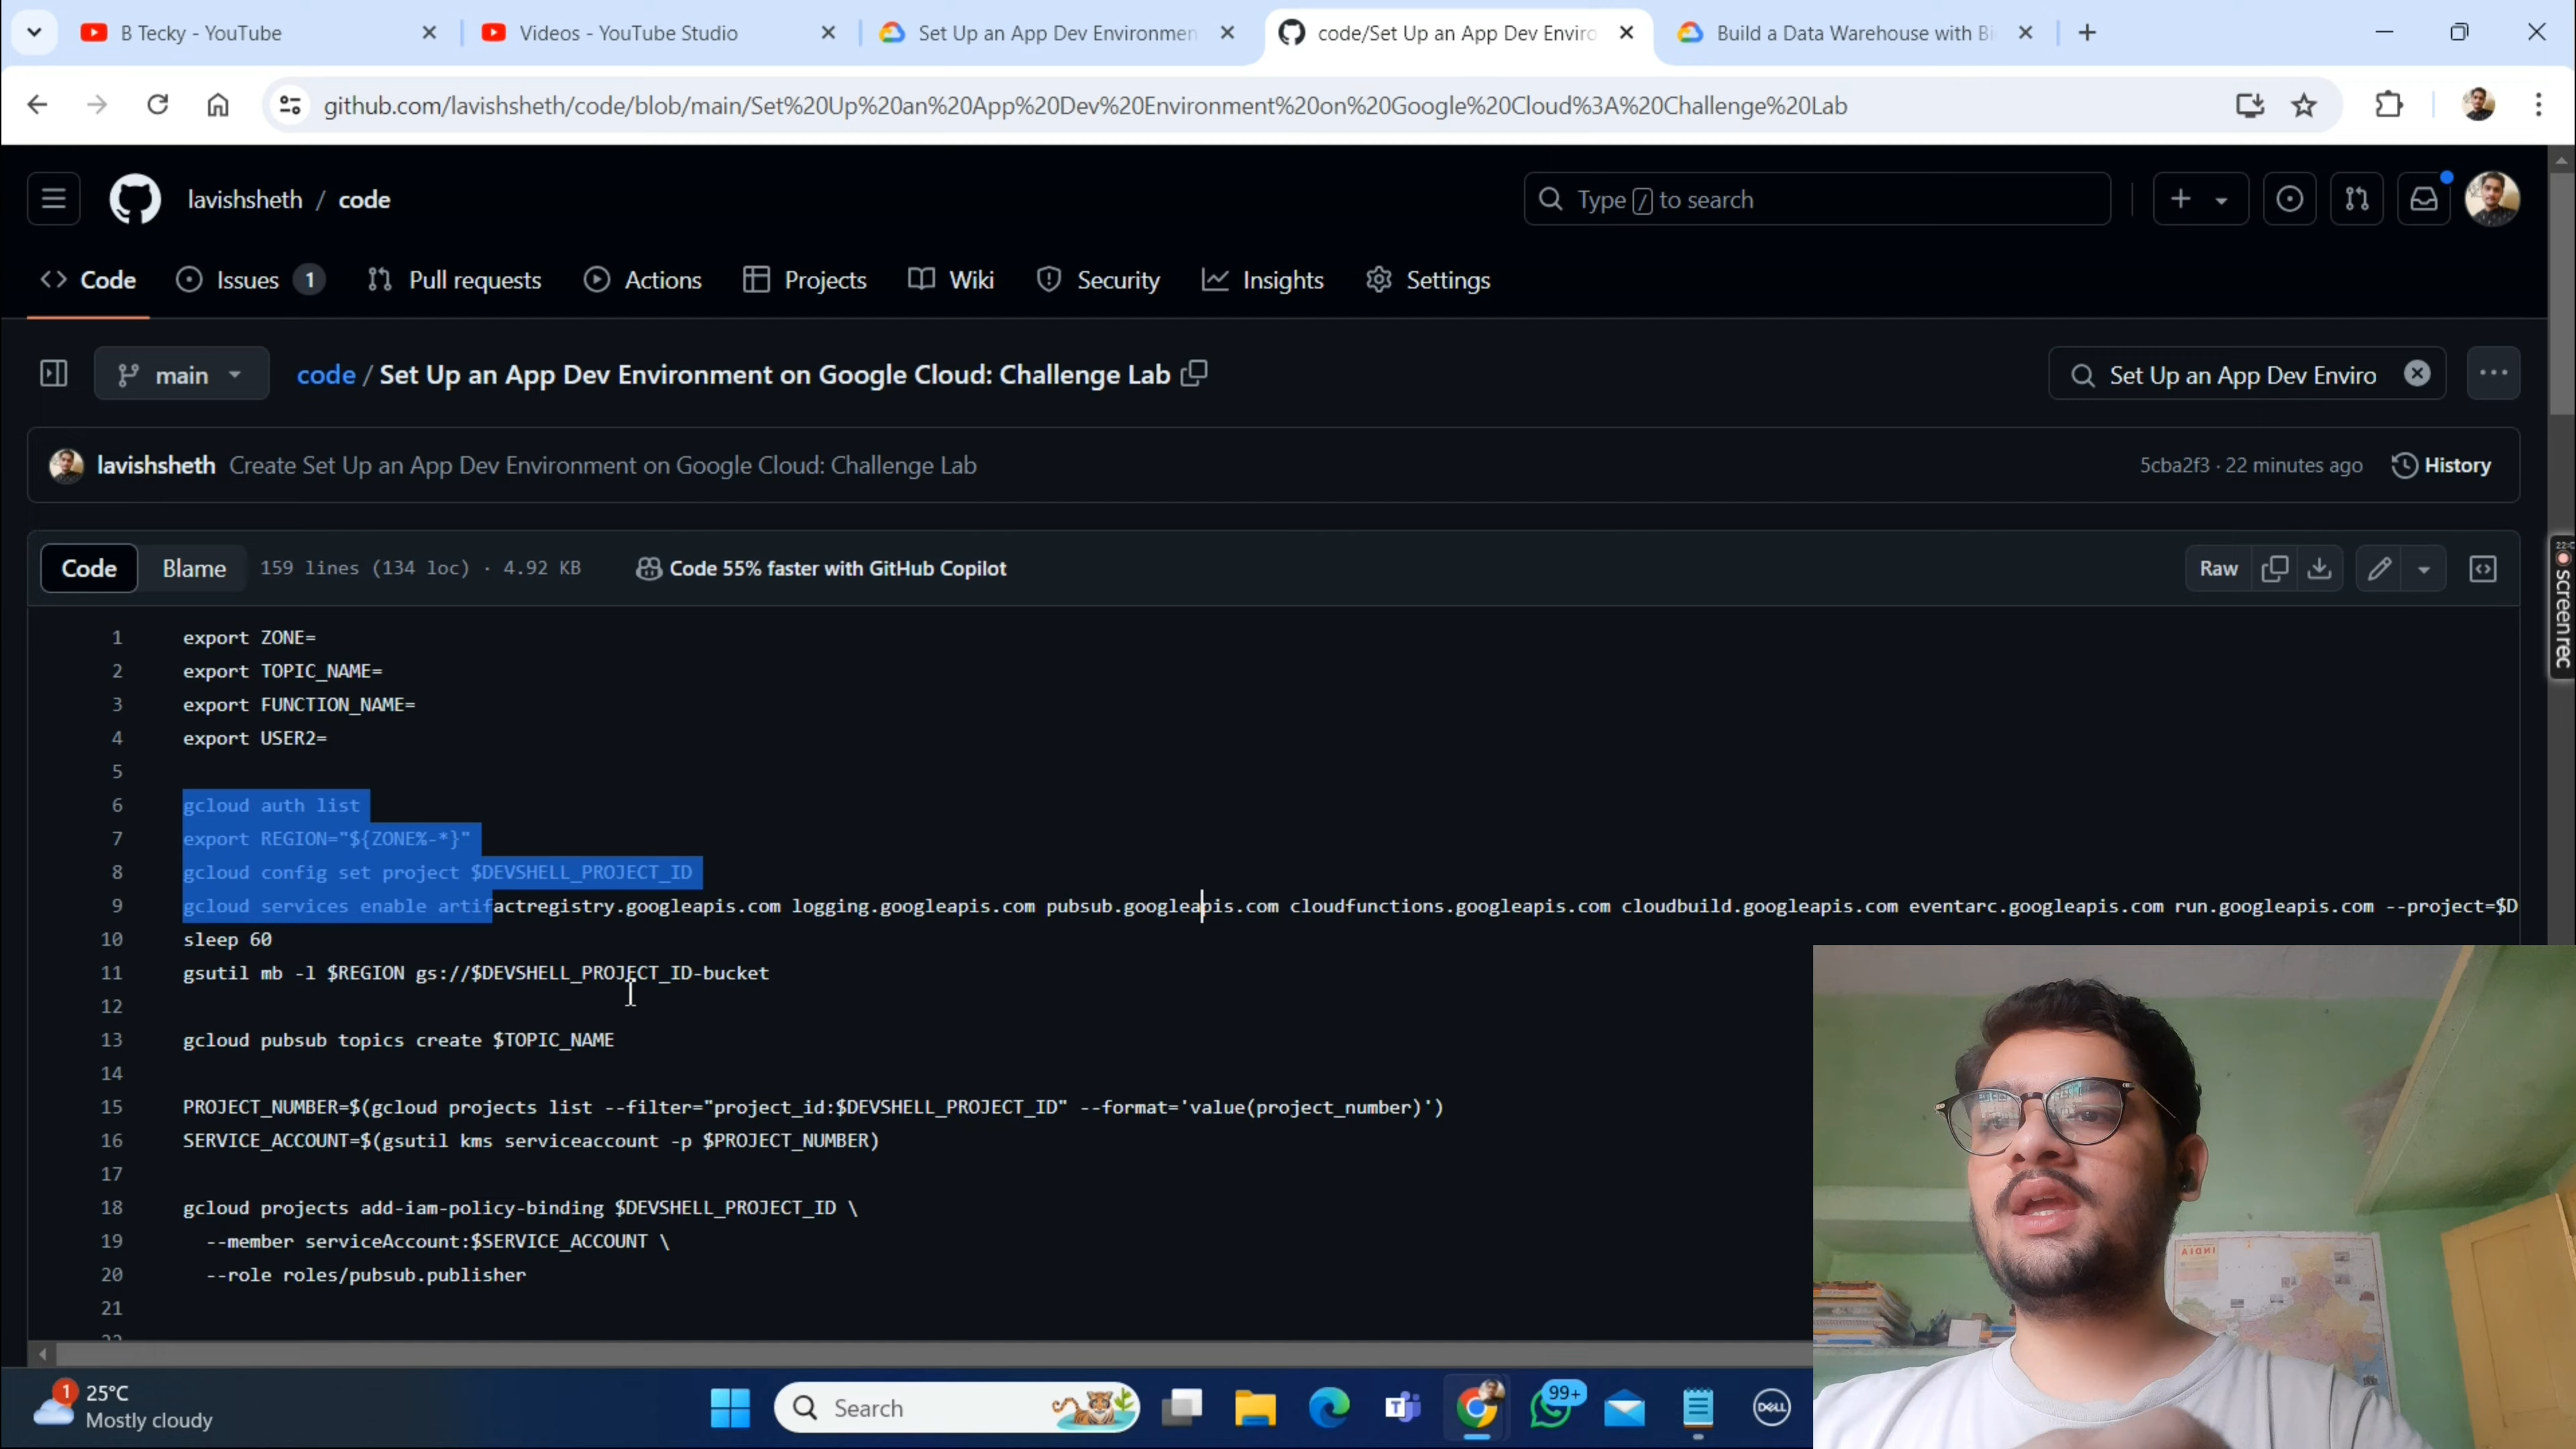 B Tecky - YouTube
Videos - YouTube Studio
Set Up an App Dev Environmen
code/Set Up an App Dev Enviro
Build a Data Warehouse with Bi
github.com/lavishsheth/code/blob/main/Set%20Up%20an%20App%20Dev%20Environment%20on%20Google%20Cloud%3A%20Challenge%20Lab
lavishsheth / code
Type / to search
Code
Issues 1
Pull requests
Actions
Projects
Wiki
Security
Insights
Settings
main
code / Set Up an App Dev Environment on Google Cloud: Challenge Lab
Set Up an App Dev Enviro
lavishsheth Create Set Up an App Dev Environment on Google Cloud: Challenge Lab
5cba2f3 · 22 minutes ago
History
Code
Blame
159 lines (134 loc) · 4.92 KB
Code 55% faster with GitHub Copilot
Raw
1 export ZONE=
2 export TOPIC_NAME=
3 export FUNCTION_NAME=
4 export USER2=
5
6 gcloud auth list
7 export REGION="${ZONE%-*}"
8 gcloud config set project $DEVSHELL_PROJECT_ID
9 gcloud services enable artifactregistry.googleapis.com logging.googleapis.com pubsub.googleapis.com cloudfunctions.googleapis.com cloudbuild.googleapis.com eventarc.googleapis.com run.googleapis.com --project=$D
10 sleep 60
11 gsutil mb -l $REGION gs://$DEVSHELL_PROJECT_ID-bucket
12
13 gcloud pubsub topics create $TOPIC_NAME
14
15 PROJECT_NUMBER=$(gcloud projects list --filter="project_id:$DEVSHELL_PROJECT_ID" --format='value(project_number)')
16 SERVICE_ACCOUNT=$(gsutil kms serviceaccount -p $PROJECT_NUMBER)
17
18 gcloud projects add-iam-policy-binding $DEVSHELL_PROJECT_ID \
19 --member serviceAccount:$SERVICE_ACCOUNT \
20 --role roles/pubsub.publisher
21
screenrec
INDIA
1
25°C
Mostly cloudy
Search
99+
DELL